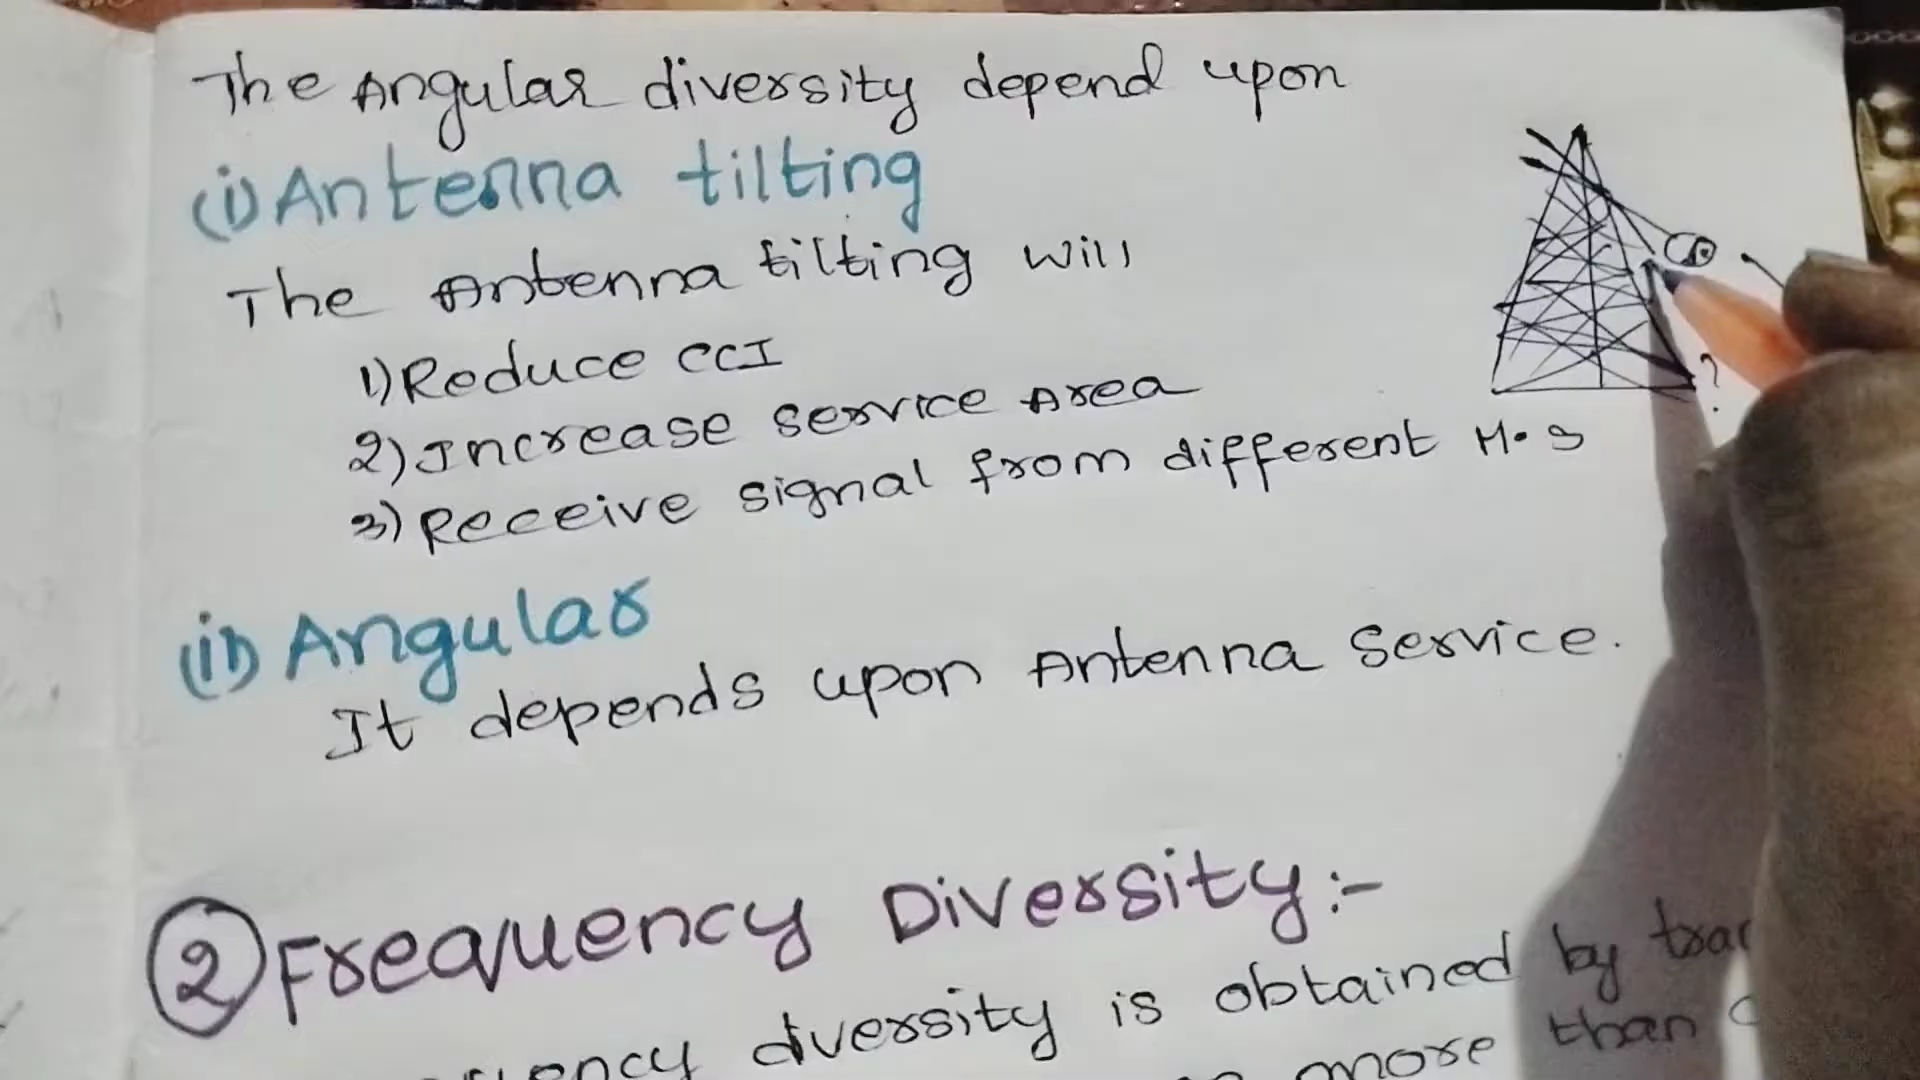 The Angular diversity depend upon
(i) Antenna tilting
The Antenna tilting will
1) Reduce CCI
2) Increase service Area
3) Receive signal from different M.S
(ii) Angular
It depends upon Antenna Service.
2 Frequency Diversity:-
diversity is obtained by
more than